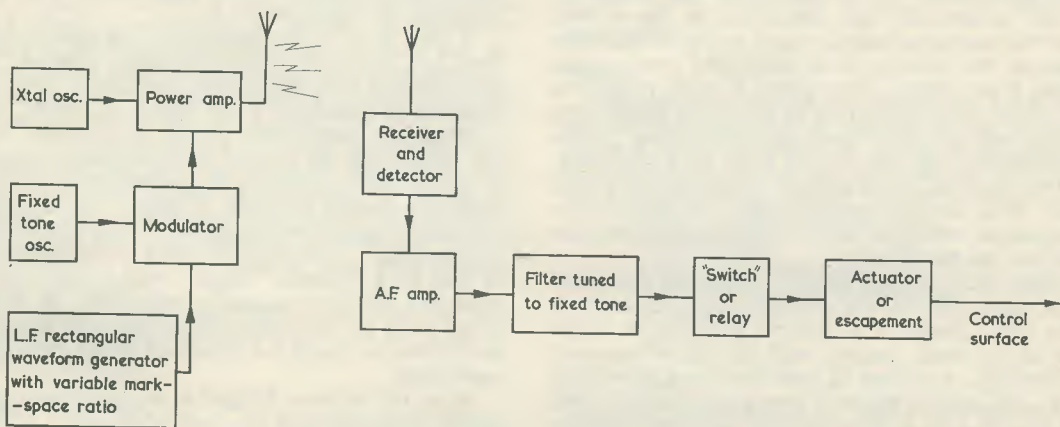 Xtal osc.
Power amp.
Fixed
tone
osc.
Modulator
L.F. rectangular
waveform generator
with variable mark-
-space ratio
Receiver
and
detector
A.F. amp.
Filter tuned
to fixed tone
"Switch"
or
relay
Actuator
or
escapement
Control
surface